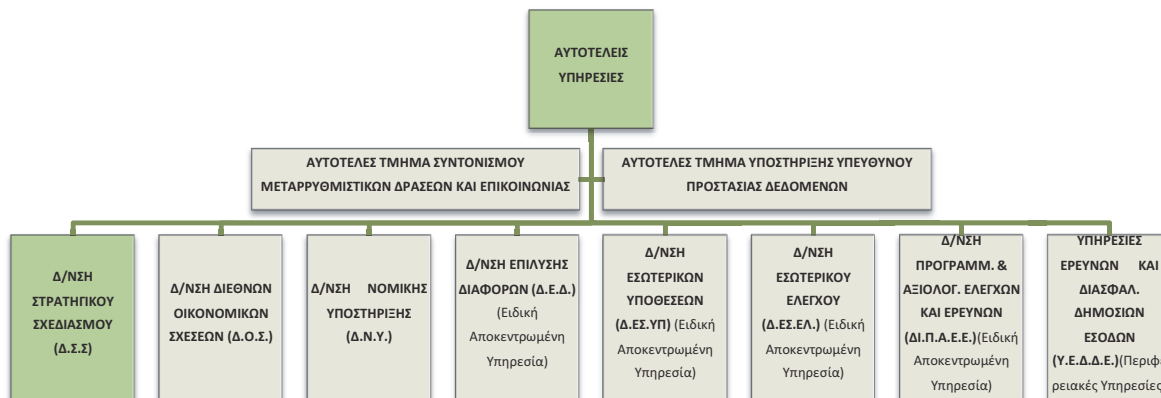 ΑΥΤΟΤΕΛΕΙΣ
ΥΠΗΡΕΣΙΕΣ
ΑΥΤΟΤΕΛΕΣ ΤΜΗΜΑ ΣΥΝΤΟΝΙΣΜΟΥ
ΜΕΤΑΡΡΥΘΜΙΣΤΙΚΩΝ ΔΡΑΣΕΩΝ ΚΑΙ ΕΠΙΚΟΙΝΩΝΙΑΣ
ΑΥΤΟΤΕΛΕΣ ΤΜΗΜΑ ΥΠΟΣΤΗΡΙΞΗΣ ΥΠΕΥΘΥΝΟΥ
ΠΡΟΣΤΑΣΙΑΣ ΔΕΔΟΜΕΝΩΝ
Δ/ΝΣΗ
ΣΤΡΑΤΗΓΙΚΟΥ
ΣΧΕΔΙΑΣΜΟΥ
(Δ.Σ.Σ)
Δ/ΝΣΗ ΔΙΕΘΝΩΝ
ΟΙΚΟΝΟΜΙΚΩΝ
ΣΧΕΣΕΩΝ (Δ.Ο.Σ.)
Δ/ΝΣΗ ΝΟΜΙΚΗΣ
ΥΠΟΣΤΗΡΙΞΗΣ
(Δ.Ν.Υ.)
Δ/ΝΣΗ ΕΠΙΛΥΣΗΣ
ΔΙΑΦΟΡΩΝ (Δ.Ε.Δ.)
(Ειδική
Αποκεντρωμένη
Υπηρεσία)
Δ/ΝΣΗ
ΕΣΩΤΕΡΙΚΩΝ
ΥΠΟΘΕΣΕΩΝ
(Δ.ΕΣ.ΥΠ) (Ειδική
Αποκεντρωμένη
Υπηρεσία)
Δ/ΝΣΗ
ΕΣΩΤΕΡΙΚΟΥ
ΕΛΕΓΧΟΥ
(Δ.ΕΣ.ΕΛ.) (Ειδική
Αποκεντρωμένη
Υπηρεσία)
Δ/ΝΣΗ
ΠΡΟΓΡΑΜΜ. &
ΑΞΙΟΛΟΓ. ΕΛΕΓΧΩΝ
ΚΑΙ ΕΡΕΥΝΩΝ
(ΔΙ.Π.Α.Ε.Ε.)(Ειδική
Αποκεντρωμένη
Υπηρεσία)
ΥΠΗΡΕΣΙΕΣ
ΕΡΕΥΝΩΝ ΚΑΙ
ΔΙΑΣΦΑΛ.
ΔΗΜΟΣΙΩΝ
ΕΣΟΔΩΝ
(Υ.Ε.Δ.Δ.Ε.)(Περιφε
ρειακές Υπηρεσίες